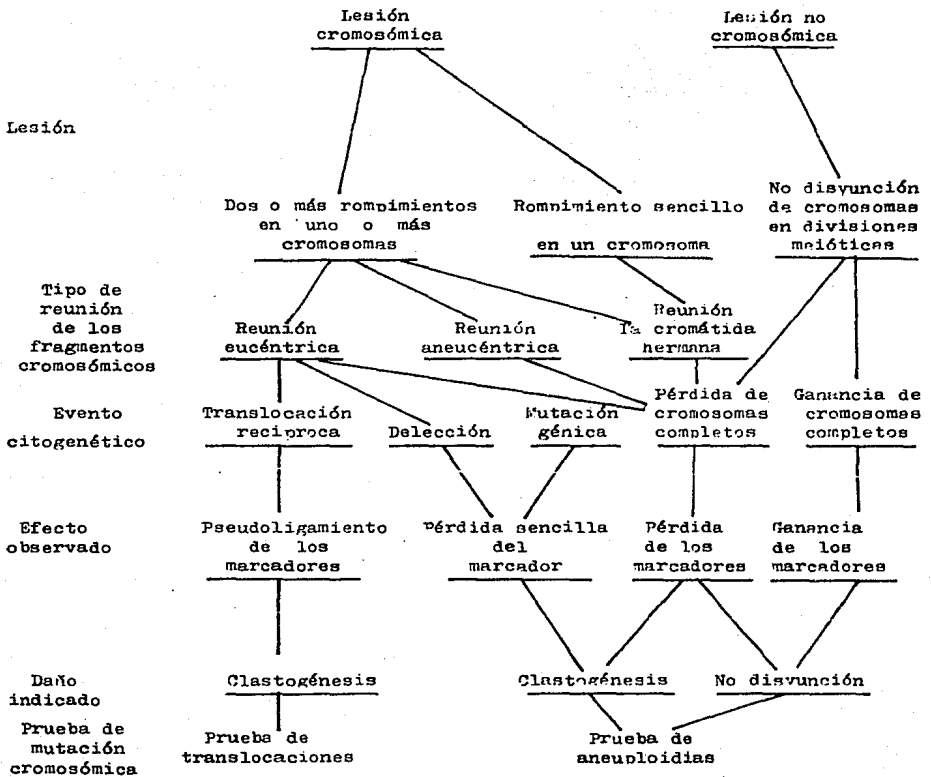 Lesión
cromosómica
Lesión no
cromosómica
Lesión
Dos o más rompimientos
en uno o más
cromosomas
Rompimiento sencillo
en un cromosoma
No disyunción
de cromosomas
en divisiones
meióticas
Tipo de
reunión
de los
fragmentos
cromosómicos
Reunión
eucéntrica
Reunión
aneucéntrica
Reunión
cromátida
hermana
Evento
citogenético
Translocación
reciproca
Delección
Mutación
génica
Pérdida de
cromosomas
completos
Ganancia de
cromosomas
completos
Efecto
observado
Pseudoligamiento
de los
marcadores
Pérdida sencilla
del
marcador
Pérdida
de los
marcadores
Ganancia
de los
marcadores
Daño
indicado
Clastogénesis
Clastogénesis
No disyunción
Prueba de
mutación
cromosómica
Prueba de
translocaciones
Prueba de
aneuploidias